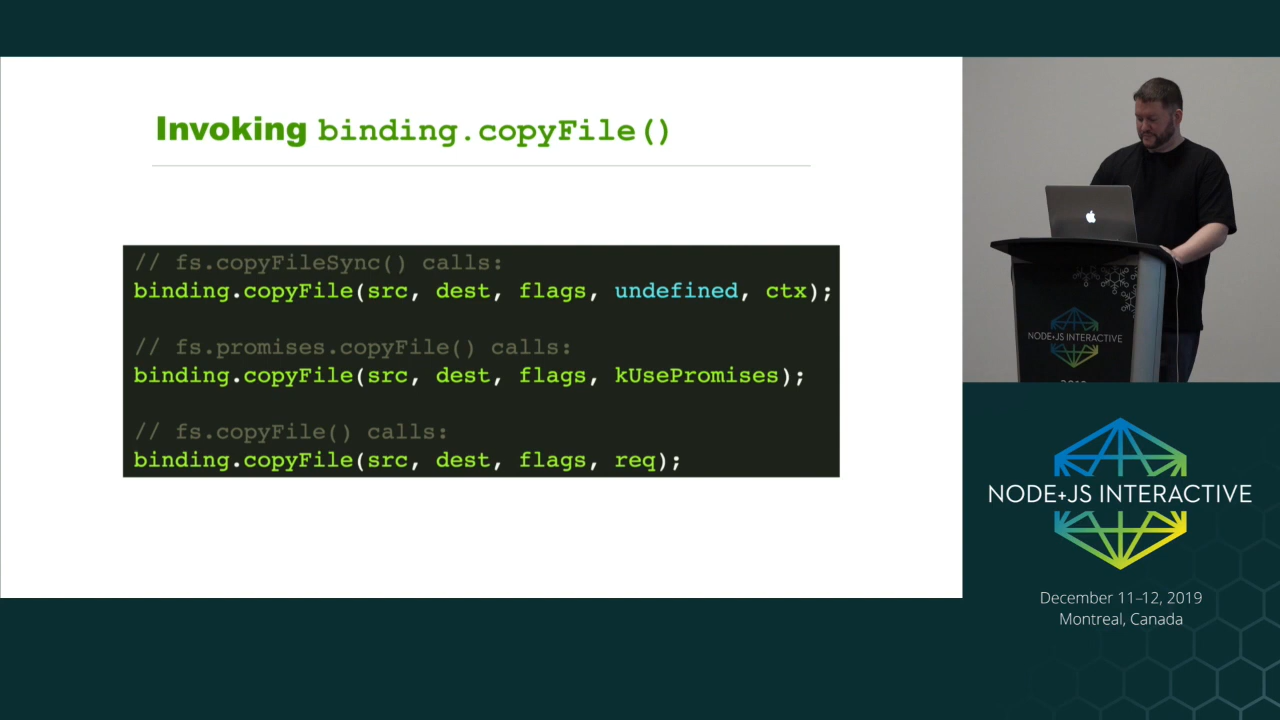 Invoking binding.copyFile()
// fs.copyFileSync() calls:
binding.copyFile(src, dest, flags, undefined, ctx);
// fs.promises.copyFile() calls:
binding.copyFile(src, dest, flags, kUsePromises);
// fs.copyFile() calls:
binding.copyFile(src, dest, flags, req);
NODE+JS INTERACTIVE
NODE+JS INTERACTIVE
December 11–12, 2019
Montreal, Canada